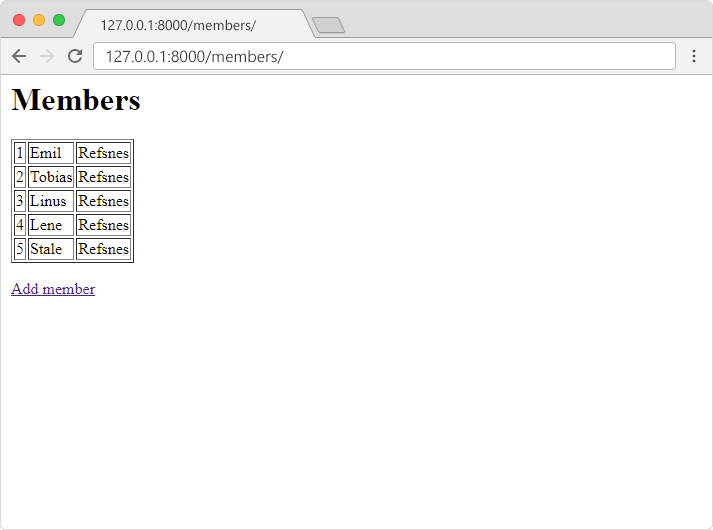 127.0.0.1:8000/members/
127.0.0.1:8000/members/
Members
1 Emil Refsnes
2 Tobias Refsnes
3 Linus Refsnes
4 Lene Refsnes
5 Stale Refsnes
Add member